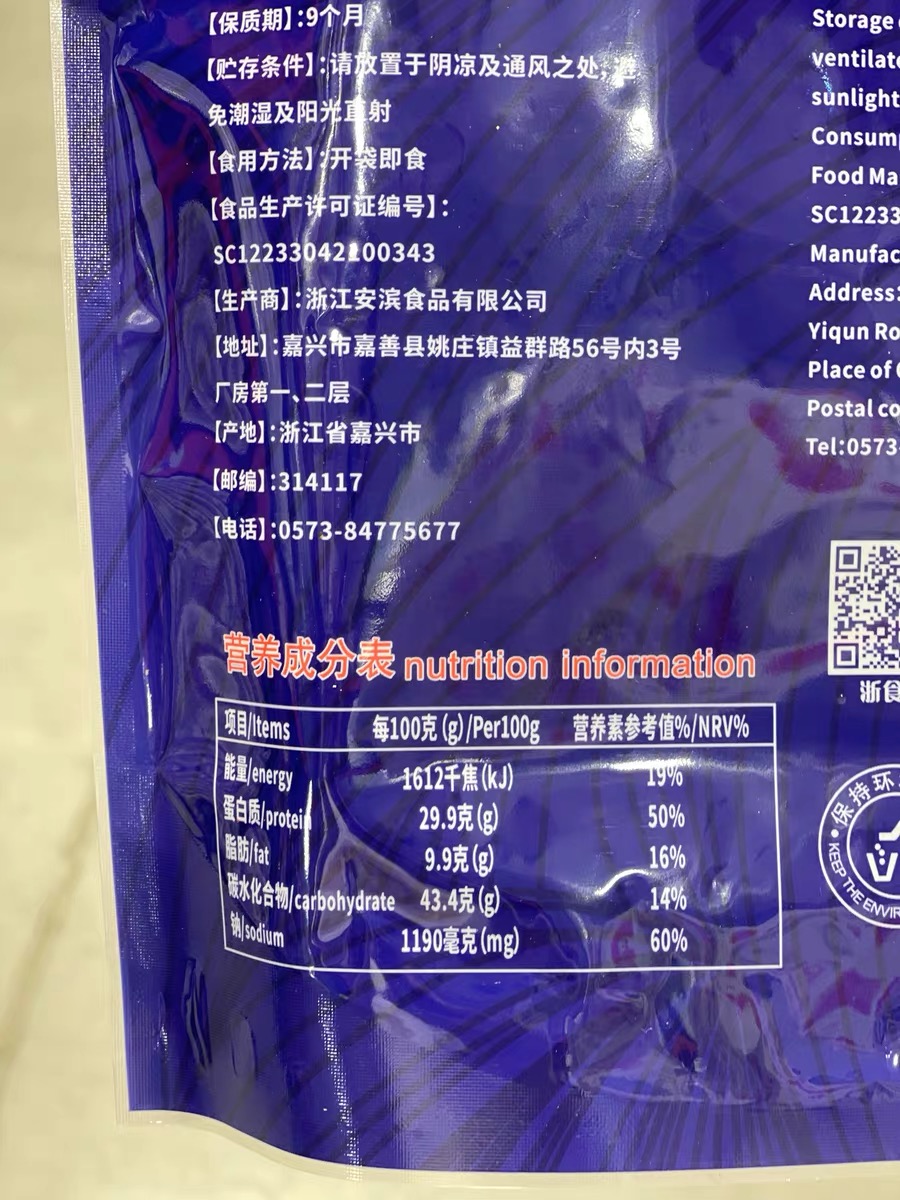 【保质期】:9个月
【贮存条件】:请放置于阴凉及通风之处,避
免潮湿及阳光直射
【食用方法】:开袋即食
【食品生产许可证编号】:
SC12233042100343
【生产商】:浙江安滨食品有限公司
【地址】:嘉兴市嘉善县姚庄镇益群路56号内3号
厂房第一、二层
【产地】:浙江省嘉兴市
【邮编】:314117
【电话】:0573-84775677
Storage
ventilate
sunlight
Consum
Food Ma
SC12233
Manufac
Address:
Yiqun Ro
Place of
Postal co
Tel:0573-
浙食
营养成分表 nutrition information
项目/Items 每100克(g)/Per100g 营养素参考值%/NRV%
能量/energy 1612千焦(kJ) 19%
蛋白质/protein 29.9克(g) 50%
脂肪/fat 9.9克(g) 16%
碳水化合物/carbohydrate 43.4克(g) 14%
钠/sodium 1190毫克(mg) 60%
保持环
KEEP THE ENVIR